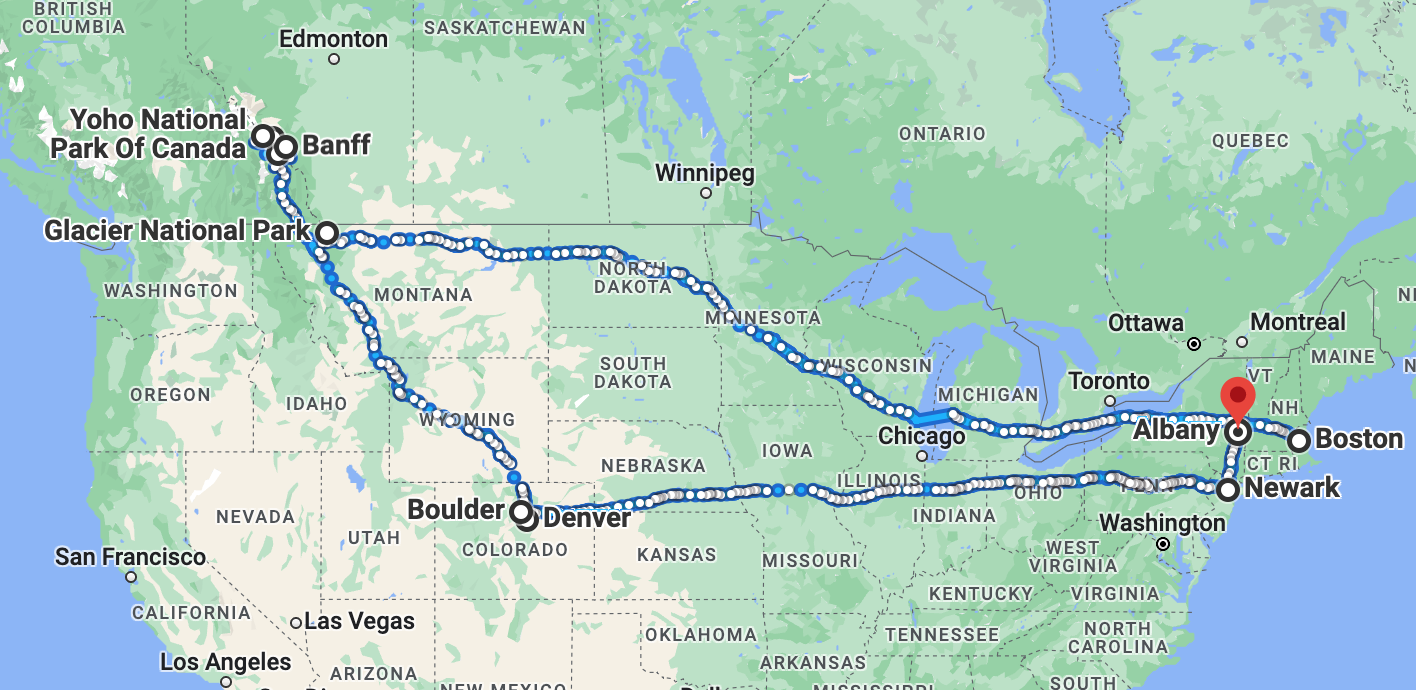 BRITISH
COLUMBIA
Edmonton
SASKATCHEWAN
Yoho National
Park Of Canada
Banff
ONTARIO
QUEBEC
Winnipeg
Glacier National Park
WASHINGTON
MONTANA
NORTH
DAKOTA
MINNESOTA
Ottawa
Montreal
MAINE
OREGON
IDAHO
SOUTH
DAKOTA
WISCONSIN
MICHIGAN
Toronto
VT
NH
WYOMING
Chicago
Albany
Boston
IOWA
NEBRASKA
ILLINOIS
OHIO
PENN
CT RI
Newark
NEVADA
Boulder
Denver
INDIANA
Washington
UTAH
COLORADO
KANSAS
MISSOURI
WEST
VIRGINIA
San Francisco
CALIFORNIA
Las Vegas
KENTUCKY
VIRGINIA
OKLAHOMA
TENNESSEE
NORTH
CAROLINA
Los Angeles
ARIZONA
ARKANSAS
NEW MEXICO
MISSISSIPPI
SOUTH